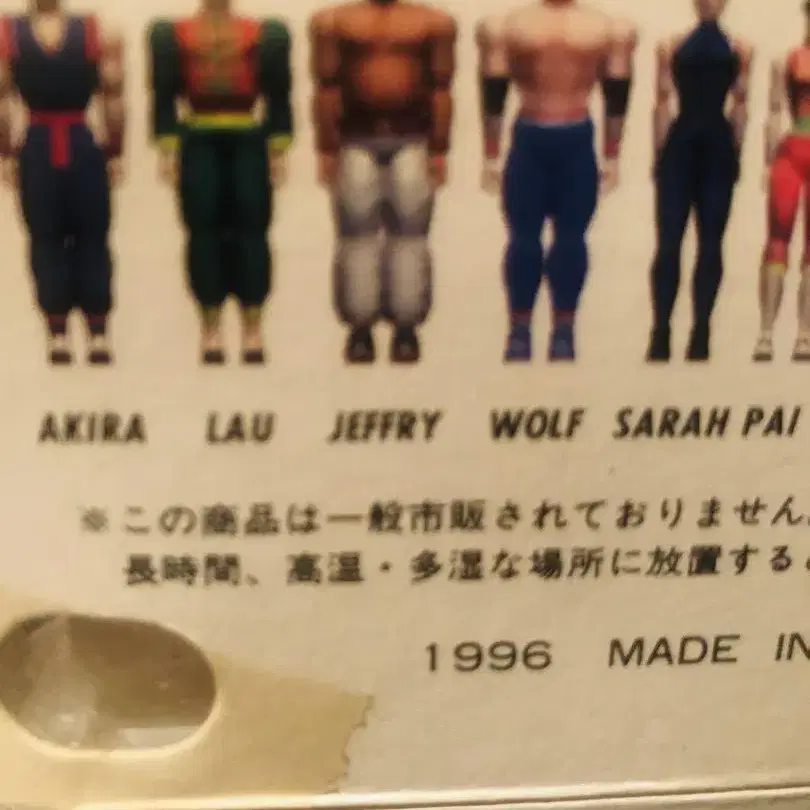 AKIRA LAU JEFFRY WOLF SARAH PAI
※この商品は一般市販されておりません。
長時間、高温・多湿な場所に放置すると
1996 MADE IN